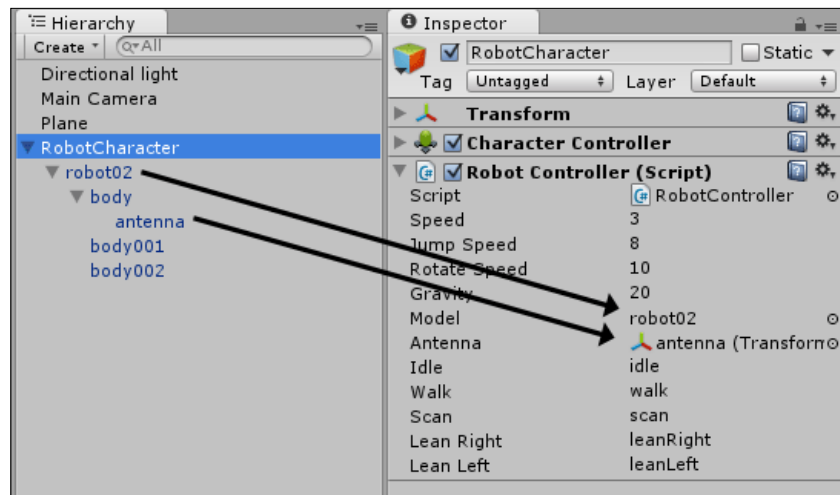 Hierarchy
Create All
Directional light
Main Camera
Plane
RobotCharacter
robot02
body
antenna
body001
body002
Inspector
RobotCharacter Static
Tag Untagged Layer Default
Transform
Character Controller
Robot Controller (Script)
Script RobotController
Speed 3
Jump Speed 8
Rotate Speed 10
Gravity 20
Model robot02
Antenna antenna (Transform
Idle idle
Walk walk
Scan scan
Lean Right leanRight
Lean Left leanLeft